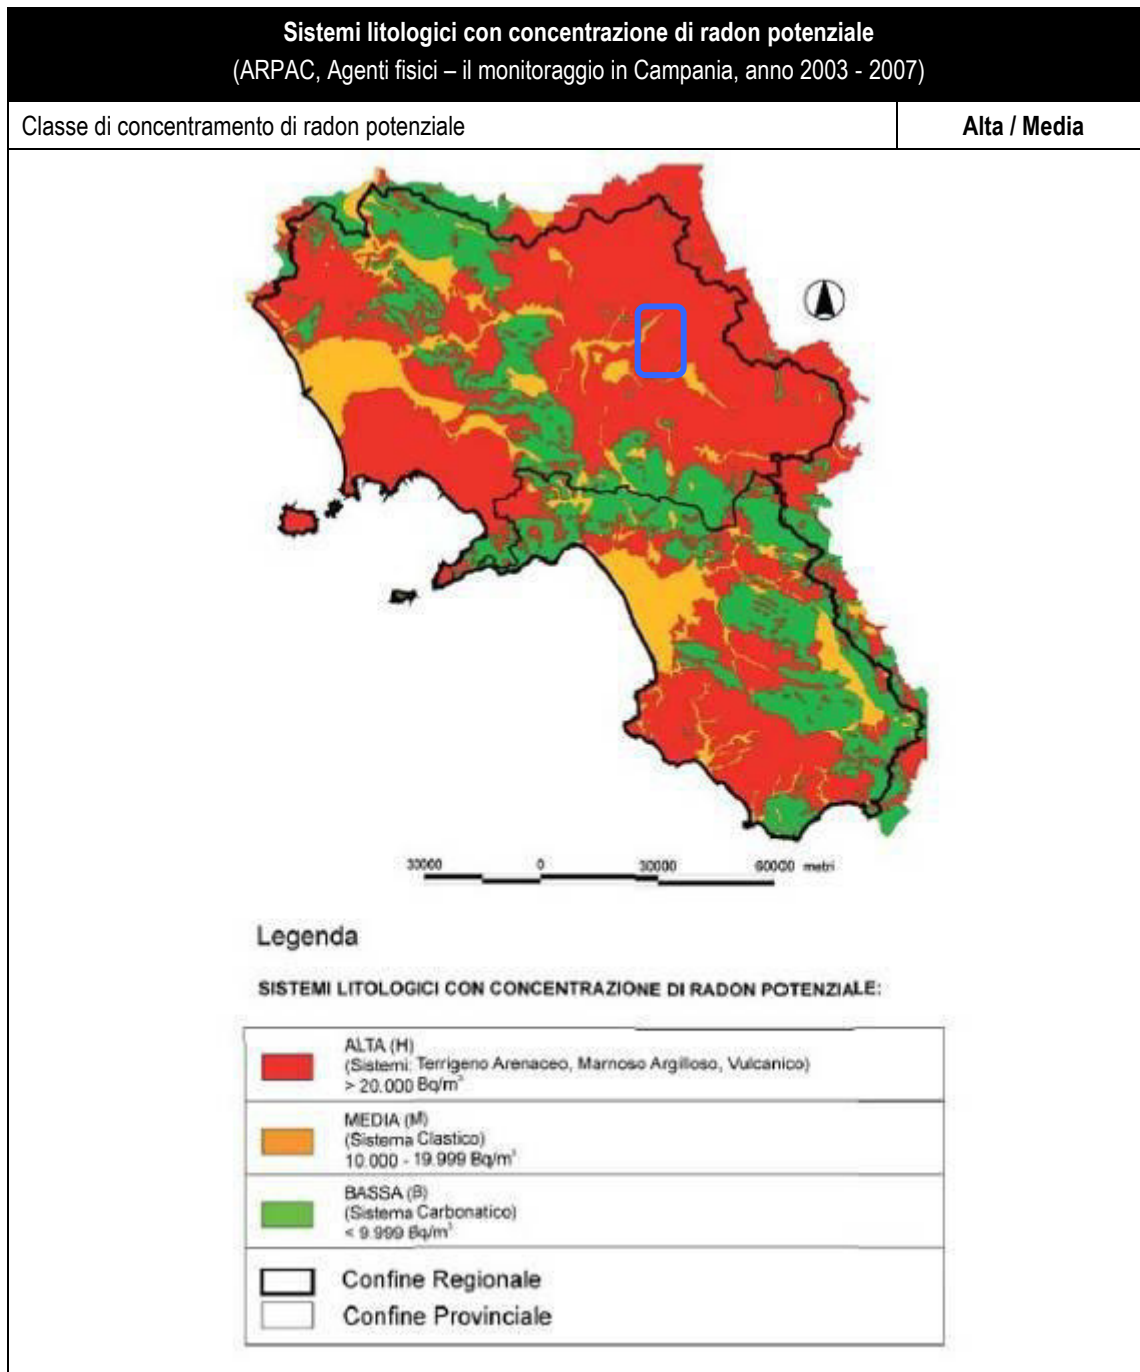 Sistemi litologici con concentrazione di radon potenziale
(ARPAC, Agenti fisici – il monitoraggio in Campania, anno 2003 - 2007)
Classe di concentramento di radon potenziale
Alta / Media
30000 0 30000 60000 metri
Legenda
SISTEMI LITOLOGICI CON CONCENTRAZIONE DI RADON POTENZIALE:
ALTA (H)
(Sistemi: Terrigeno Arenaceo, Marnoso Argilloso, Vulcanico)
> 20.000 Bq/m³
MEDIA (M)
(Sistema Clastico)
10.000 - 19.999 Bq/m³
BASSA (B)
(Sistema Carbonatico)
< 9.999 Bq/m³
Confine Regionale
Confine Provinciale